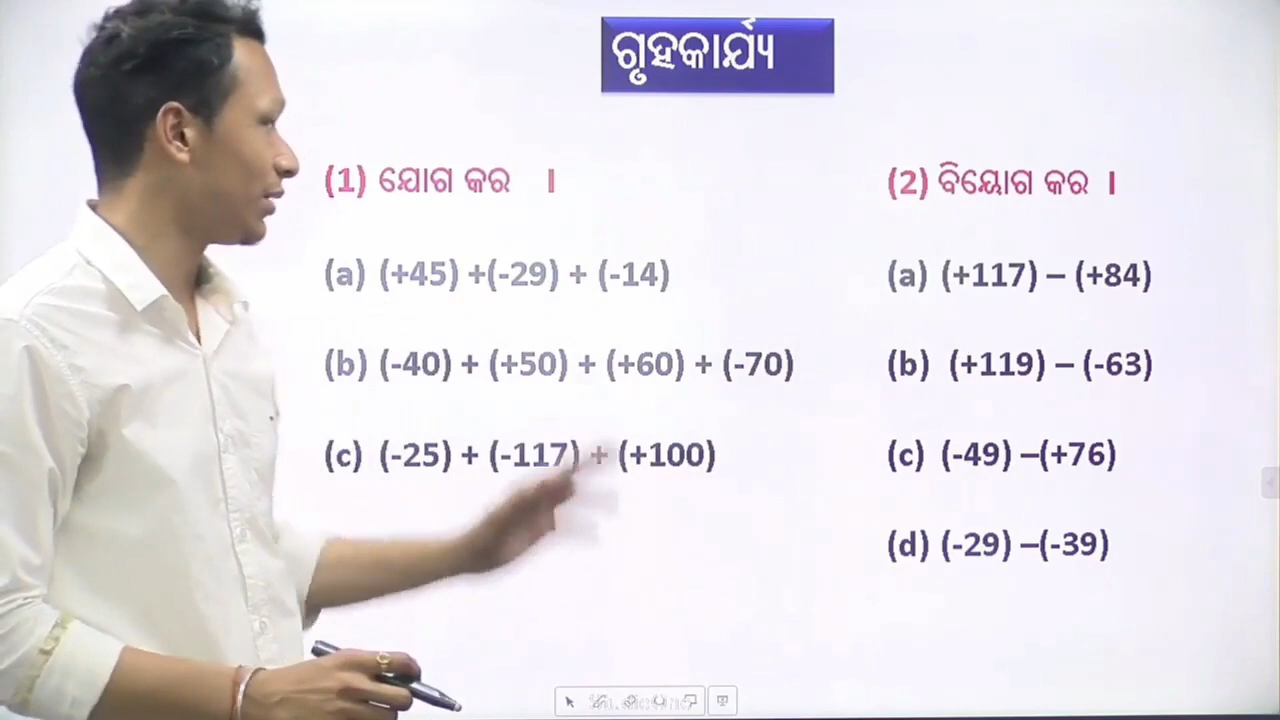 ଗୃହକାର୍ଯ୍ୟ
(1) ଯୋଗ କର ।
(a) (+45) +(-29) + (-14)
(b) (-40) + (+50) + (+60) + (-70)
(c) (-25) + (-117) + (+100)
(2) ବିୟୋଗ କର ।
(a) (+117) – (+84)
(b) (+119) – (-63)
(c) (-49) –(+76)
(d) (-29) –(-39)